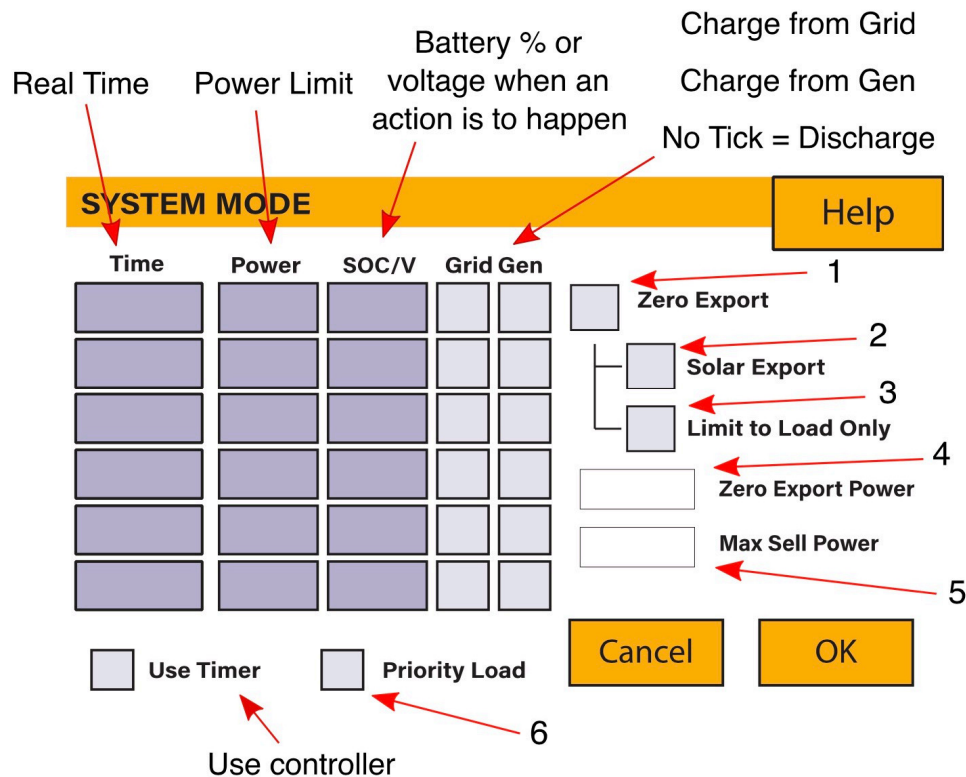 Charge from Grid
Battery % or
voltage when an
action is to happen
Charge from Gen
Real Time
Power Limit
No Tick = Discharge
SYSTEM MODE
Help
Time
Power
SOC/V
Grid Gen
1
Zero Export
2
Solar Export
3
Limit to Load Only
4
Zero Export Power
Max Sell Power
5
Cancel
OK
Use Timer
Priority Load
6
Use controller